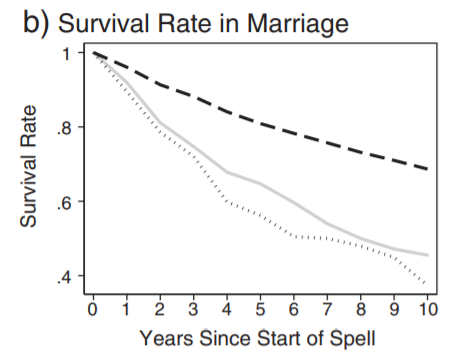 b) Survival Rate in Marriage
Survival Rate
1
.8
.6
.4
0 1 2 3 4 5 6 7 8 9 10
Years Since Start of Spell